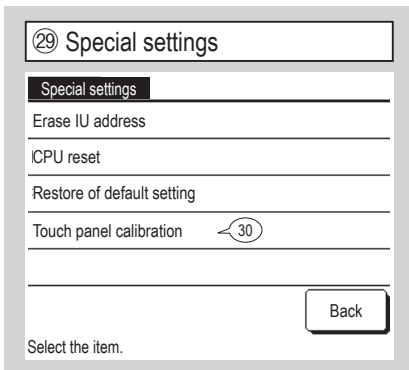 ㉙ Special settings
Special settings
Erase IU address
CPU reset
Restore of default setting
Touch panel calibration 30
Back
Select the item.